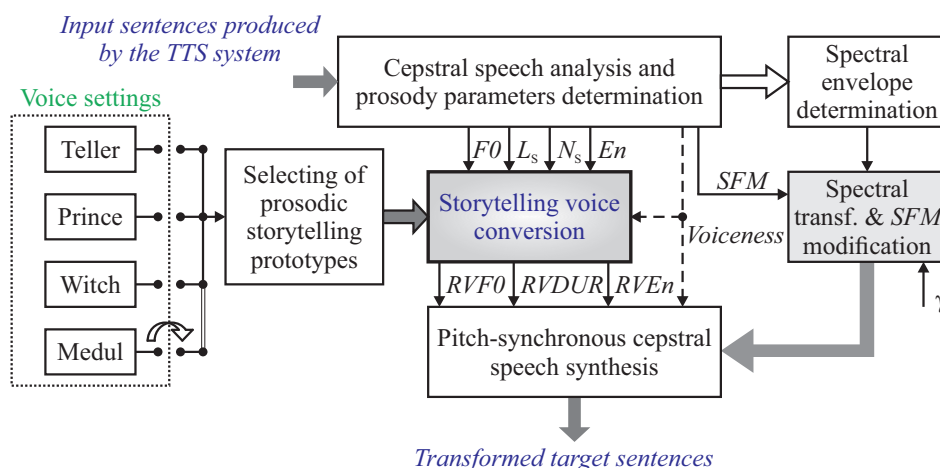 Input sentences produced
by the TTS system
Cepstral speech analysis and
prosody parameters determination
Spectral
envelope
determination
Voice settings
Teller
Prince
Witch
Medul
Selecting of
prosodic
storytelling
prototypes
F0 Ls Ns En
SFM
Storytelling voice
conversion
Voiceness
Spectral
transf. & SFM
modification
RVF0 RVDUR RVEn
γ
Pitch-synchronous cepstral
speech synthesis
Transformed target sentences